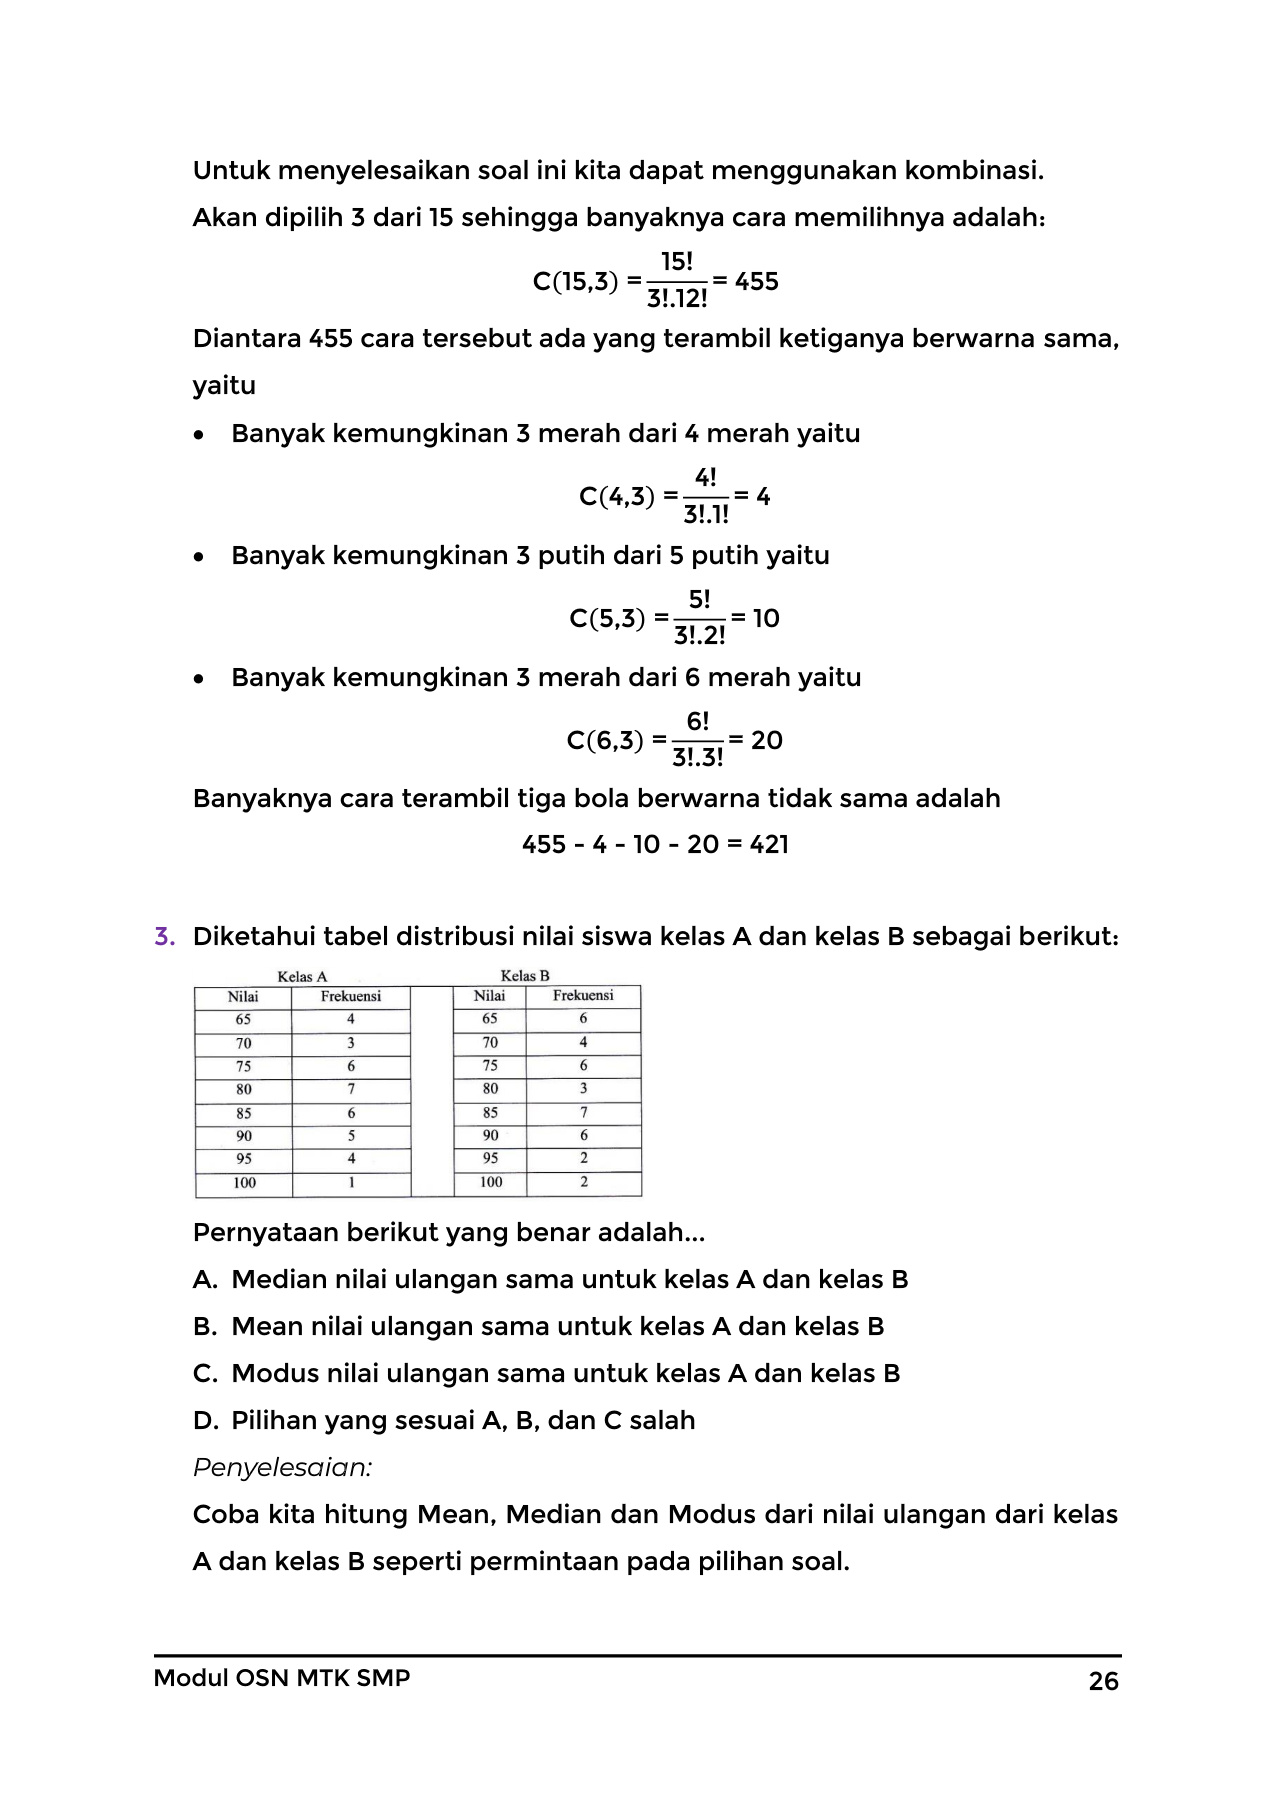 Untuk menyelesaikan soal ini kita dapat menggunakan kombinasi.
Akan dipilih 3 dari 15 sehingga banyaknya cara memilihnya adalah:
C(15,3) = 15!/3!.12! = 455
Diantara 455 cara tersebut ada yang terambil ketiganya berwarna sama,
yaitu
• Banyak kemungkinan 3 merah dari 4 merah yaitu
C(4,3) = 4!/3!.1! = 4
• Banyak kemungkinan 3 putih dari 5 putih yaitu
C(5,3) = 5!/3!.2! = 10
• Banyak kemungkinan 3 merah dari 6 merah yaitu
C(6,3) = 6!/3!.3! = 20
Banyaknya cara terambil tiga bola berwarna tidak sama adalah
455 - 4 - 10 - 20 = 421
3. Diketahui tabel distribusi nilai siswa kelas A dan kelas B sebagai berikut:
Kelas A Kelas B
Nilai Frekuensi Nilai Frekuensi
65 4 65 6
70 3 70 4
75 6 75 6
80 7 80 3
85 6 85 7
90 5 90 6
95 4 95 2
100 1 100 2
Pernyataan berikut yang benar adalah...
A. Median nilai ulangan sama untuk kelas A dan kelas B
B. Mean nilai ulangan sama untuk kelas A dan kelas B
C. Modus nilai ulangan sama untuk kelas A dan kelas B
D. Pilihan yang sesuai A, B, dan C salah
Penyelesaian:
Coba kita hitung Mean, Median dan Modus dari nilai ulangan dari kelas
A dan kelas B seperti permintaan pada pilihan soal.
Modul OSN MTK SMP 26